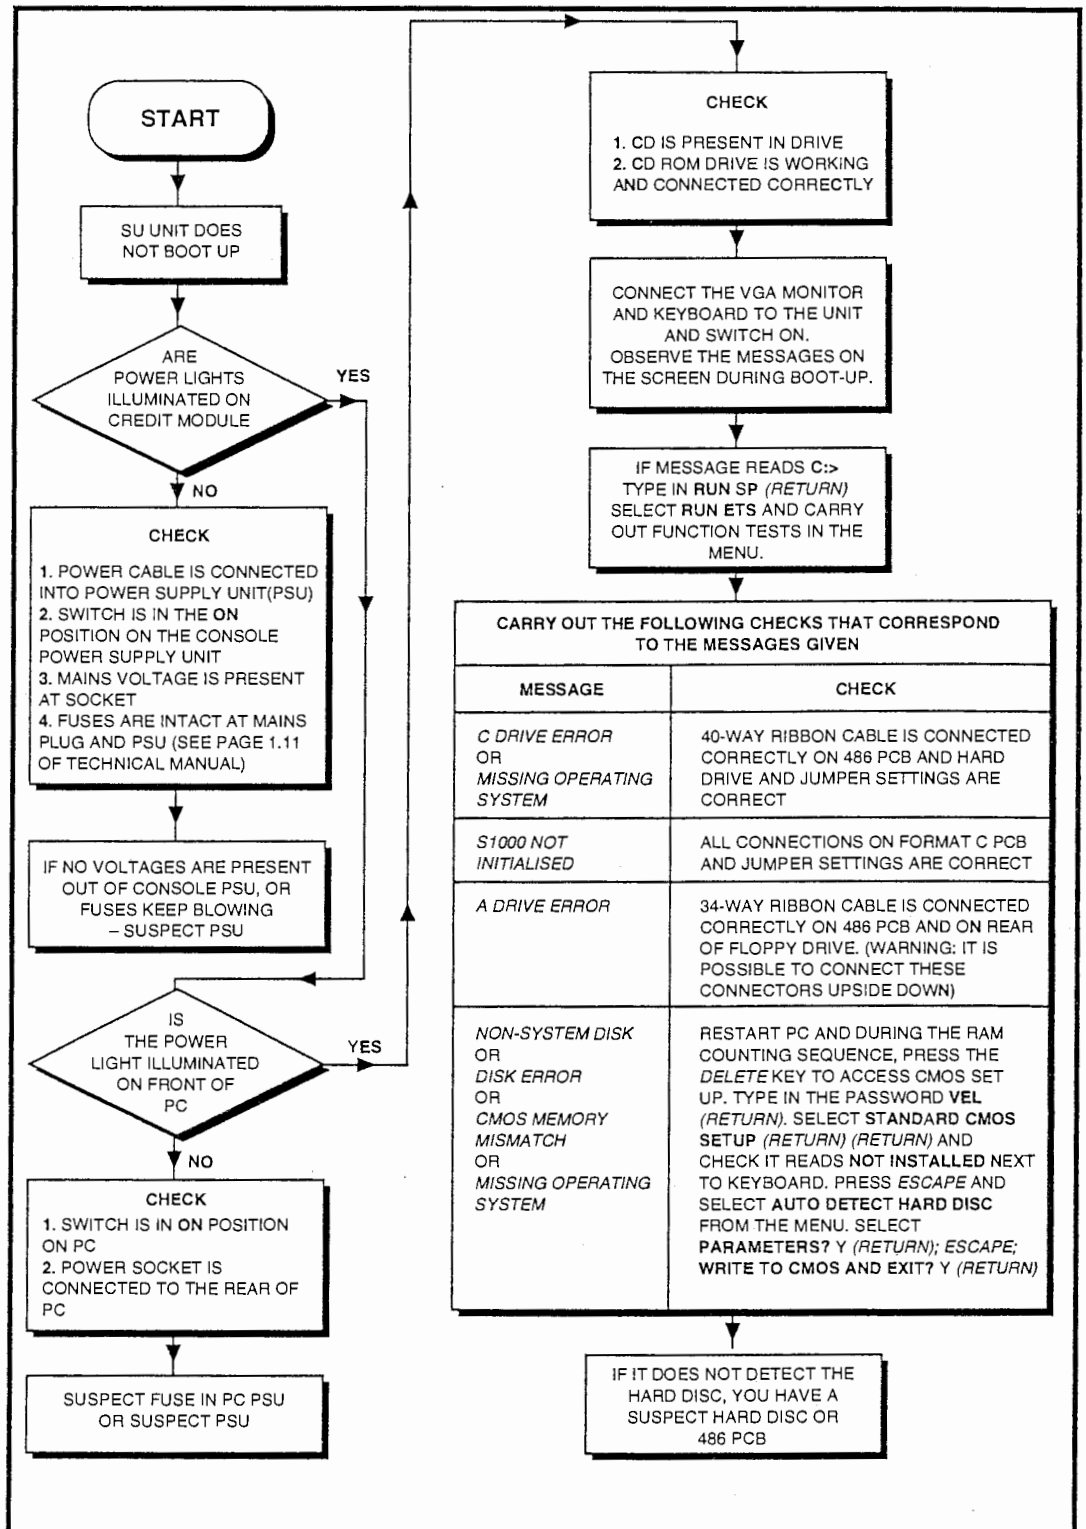 START
SU UNIT DOES
NOT BOOT UP
ARE
POWER LIGHTS
ILLUMINATED ON
CREDIT MODULE
YES
NO
CHECK
1. POWER CABLE IS CONNECTED
INTO POWER SUPPLY UNIT(PSU)
2. SWITCH IS IN THE ON
POSITION ON THE CONSOLE
POWER SUPPLY UNIT
3. MAINS VOLTAGE IS PRESENT
AT SOCKET
4. FUSES ARE INTACT AT MAINS
PLUG AND PSU (SEE PAGE 1.11
OF TECHNICAL MANUAL)
IF NO VOLTAGES ARE PRESENT
OUT OF CONSOLE PSU, OR
FUSES KEEP BLOWING
– SUSPECT PSU
IS
THE POWER
LIGHT ILLUMINATED
ON FRONT OF
PC
YES
NO
CHECK
1. SWITCH IS IN ON POSITION
ON PC
2. POWER SOCKET IS
CONNECTED TO THE REAR OF
PC
SUSPECT FUSE IN PC PSU
OR SUSPECT PSU
CHECK
1. CD IS PRESENT IN DRIVE
2. CD ROM DRIVE IS WORKING
AND CONNECTED CORRECTLY
CONNECT THE VGA MONITOR
AND KEYBOARD TO THE UNIT
AND SWITCH ON.
OBSERVE THE MESSAGES ON
THE SCREEN DURING BOOT-UP.
IF MESSAGE READS C:>
TYPE IN RUN SP (RETURN)
SELECT RUN ETS AND CARRY
OUT FUNCTION TESTS IN THE
MENU.
CARRY OUT THE FOLLOWING CHECKS THAT CORRESPOND
TO THE MESSAGES GIVEN
MESSAGE
CHECK
C DRIVE ERROR
OR
MISSING OPERATING
SYSTEM
40-WAY RIBBON CABLE IS CONNECTED
CORRECTLY ON 486 PCB AND HARD
DRIVE AND JUMPER SETTINGS ARE
CORRECT
S1000 NOT
INITIALISED
ALL CONNECTIONS ON FORMAT C PCB
AND JUMPER SETTINGS ARE CORRECT
A DRIVE ERROR
34-WAY RIBBON CABLE IS CONNECTED
CORRECTLY ON 486 PCB AND ON REAR
OF FLOPPY DRIVE. (WARNING: IT IS
POSSIBLE TO CONNECT THESE
CONNECTORS UPSIDE DOWN)
NON-SYSTEM DISK
OR
DISK ERROR
OR
CMOS MEMORY
MISMATCH
OR
MISSING OPERATING
SYSTEM
RESTART PC AND DURING THE RAM
COUNTING SEQUENCE, PRESS THE
DELETE KEY TO ACCESS CMOS SET
UP. TYPE IN THE PASSWORD VEL
(RETURN). SELECT STANDARD CMOS
SETUP (RETURN) (RETURN) AND
CHECK IT READS NOT INSTALLED NEXT
TO KEYBOARD. PRESS ESCAPE AND
SELECT AUTO DETECT HARD DISC
FROM THE MENU. SELECT
PARAMETERS? Y (RETURN); ESCAPE;
WRITE TO CMOS AND EXIT? Y (RETURN)
IF IT DOES NOT DETECT THE
HARD DISC, YOU HAVE A
SUSPECT HARD DISC OR
486 PCB